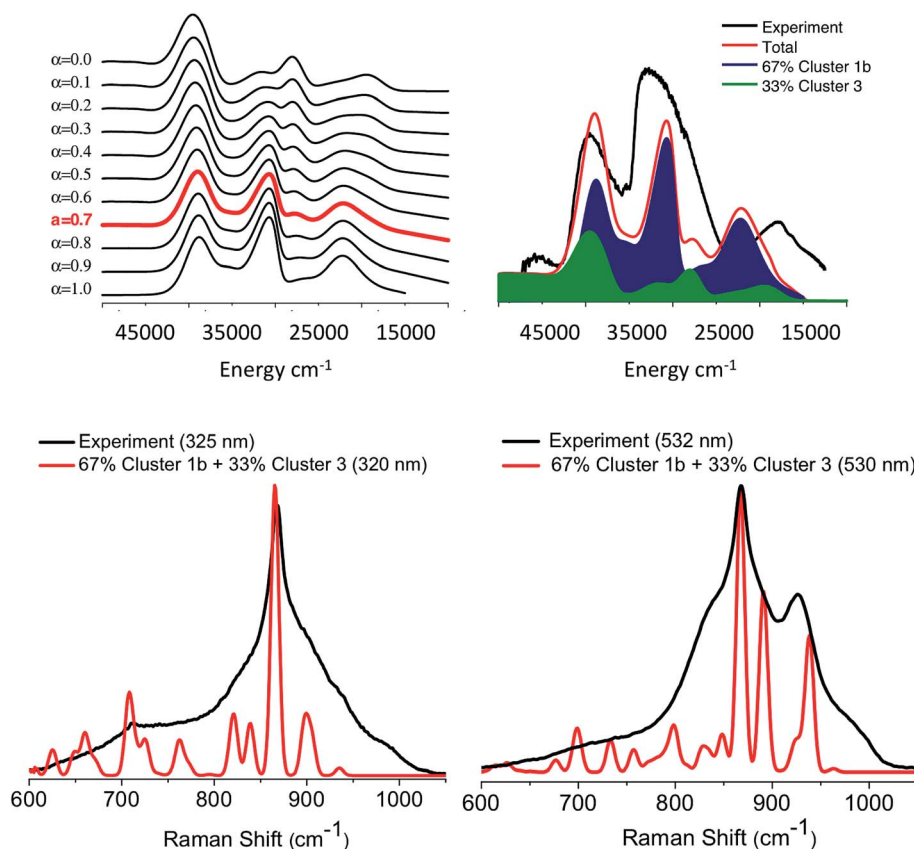 α=0.0
α=0.1
α=0.2
α=0.3
α=0.4
α=0.5
α=0.6
a=0.7
α=0.8
α=0.9
α=1.0
45000 35000 25000 15000
Energy cm⁻¹
Experiment
Total
67% Cluster 1b
33% Cluster 3
45000 35000 25000 15000
Energy cm⁻¹
Experiment (325 nm)
67% Cluster 1b + 33% Cluster 3 (320 nm)
600 700 800 900 1000
Raman Shift (cm⁻¹)
Experiment (532 nm)
67% Cluster 1b + 33% Cluster 3 (530 nm)
600 700 800 900 1000
Raman Shift (cm⁻¹)